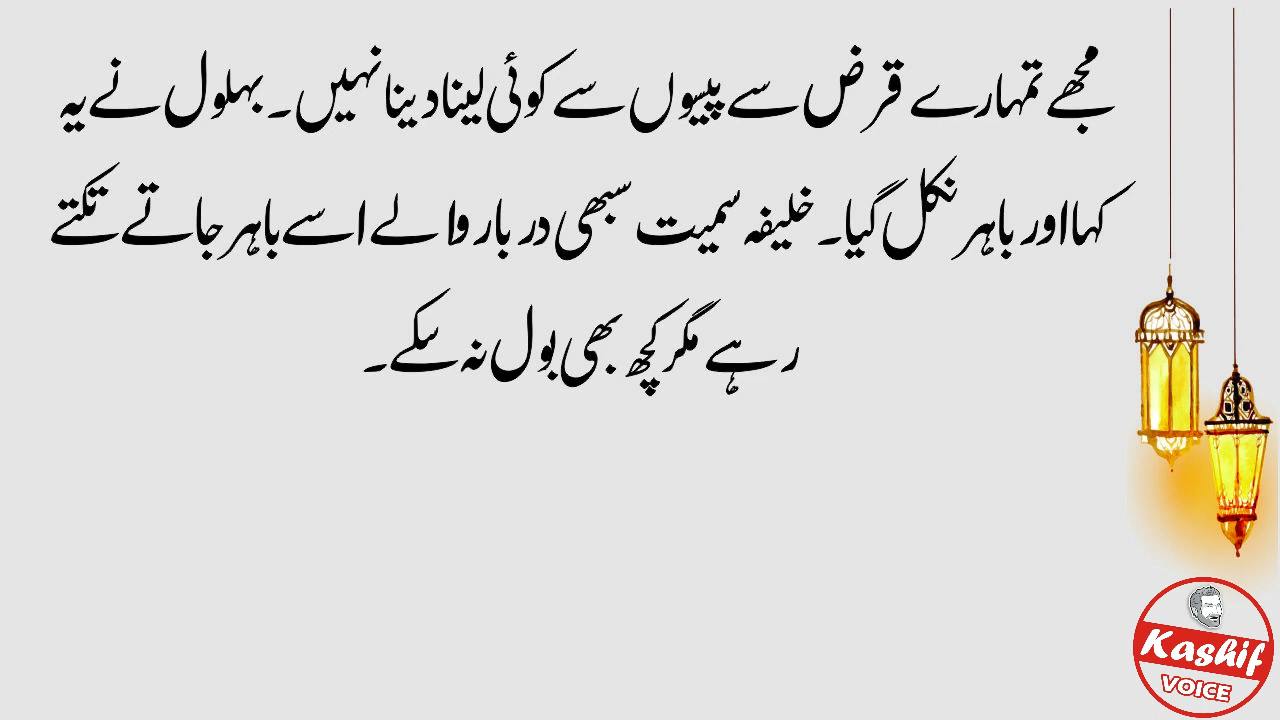 مجھے تمہارے قرض سے پیسوں سے کوئی لینا دینا نہیں۔ بہلول نے یہ
کہا اور باہر نکل گیا۔ خلیفہ سمیت سبھی دربار والے اسے باہر جاتے تکتے
رہے مگر کچھ بھی بول نہ سکے۔
Kashif
VOICE